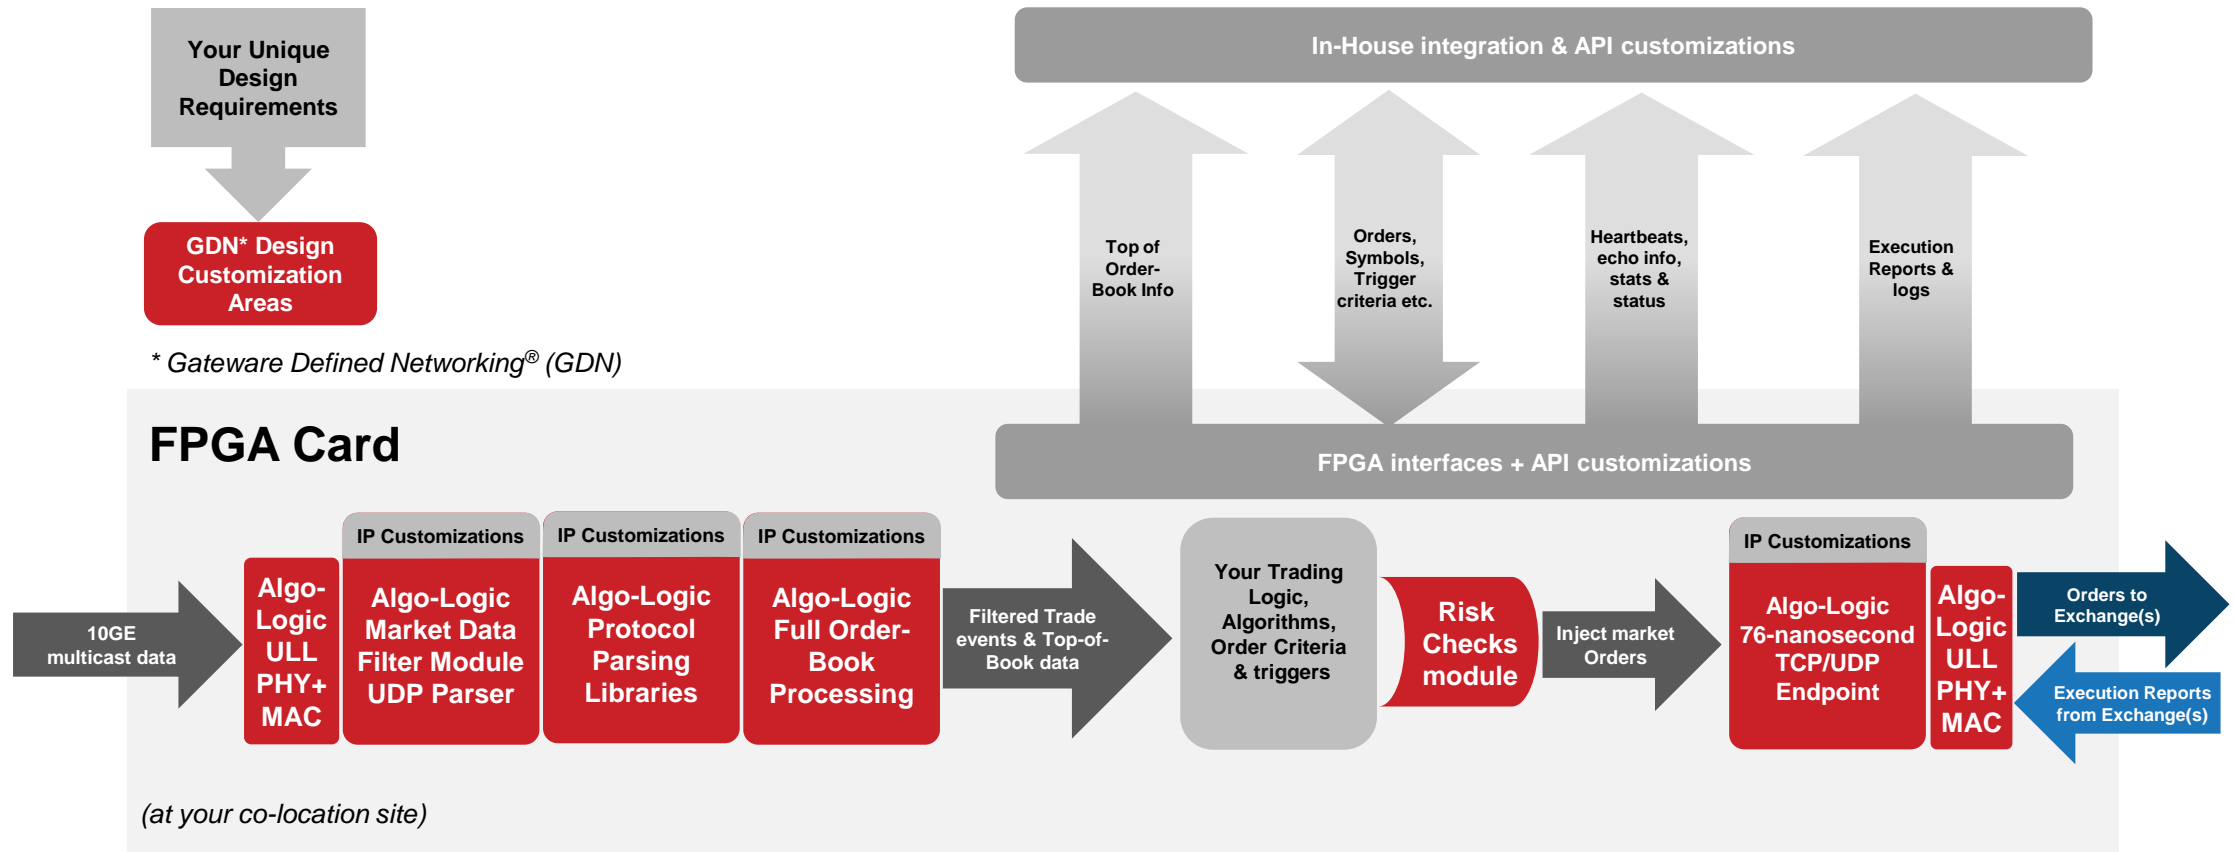 Your Unique
Design
Requirements
GDN* Design
Customization
Areas
* Gateware Defined Networking® (GDN)
In-House integration & API customizations
Top of
Order-
Book Info
Orders,
Symbols,
Trigger
criteria etc.
Heartbeats,
echo info,
stats &
status
Execution
Reports &
logs
FPGA Card
FPGA interfaces + API customizations
10GE
multicast data
Algo-
Logic
ULL
PHY+
MAC
IP Customizations
Algo-Logic
Market Data
Filter Module
UDP Parser
IP Customizations
Algo-Logic
Protocol
Parsing
Libraries
IP Customizations
Algo-Logic
Full Order-
Book
Processing
Filtered Trade
events & Top-of-
Book data
Your Trading
Logic,
Algorithms,
Order Criteria
& triggers
Risk
Checks
module
Inject market
Orders
IP Customizations
Algo-Logic
76-nanosecond
TCP/UDP
Endpoint
Algo-
Logic
ULL
PHY+
MAC
Orders to
Exchange(s)
Execution Reports
from Exchange(s)
(at your co-location site)